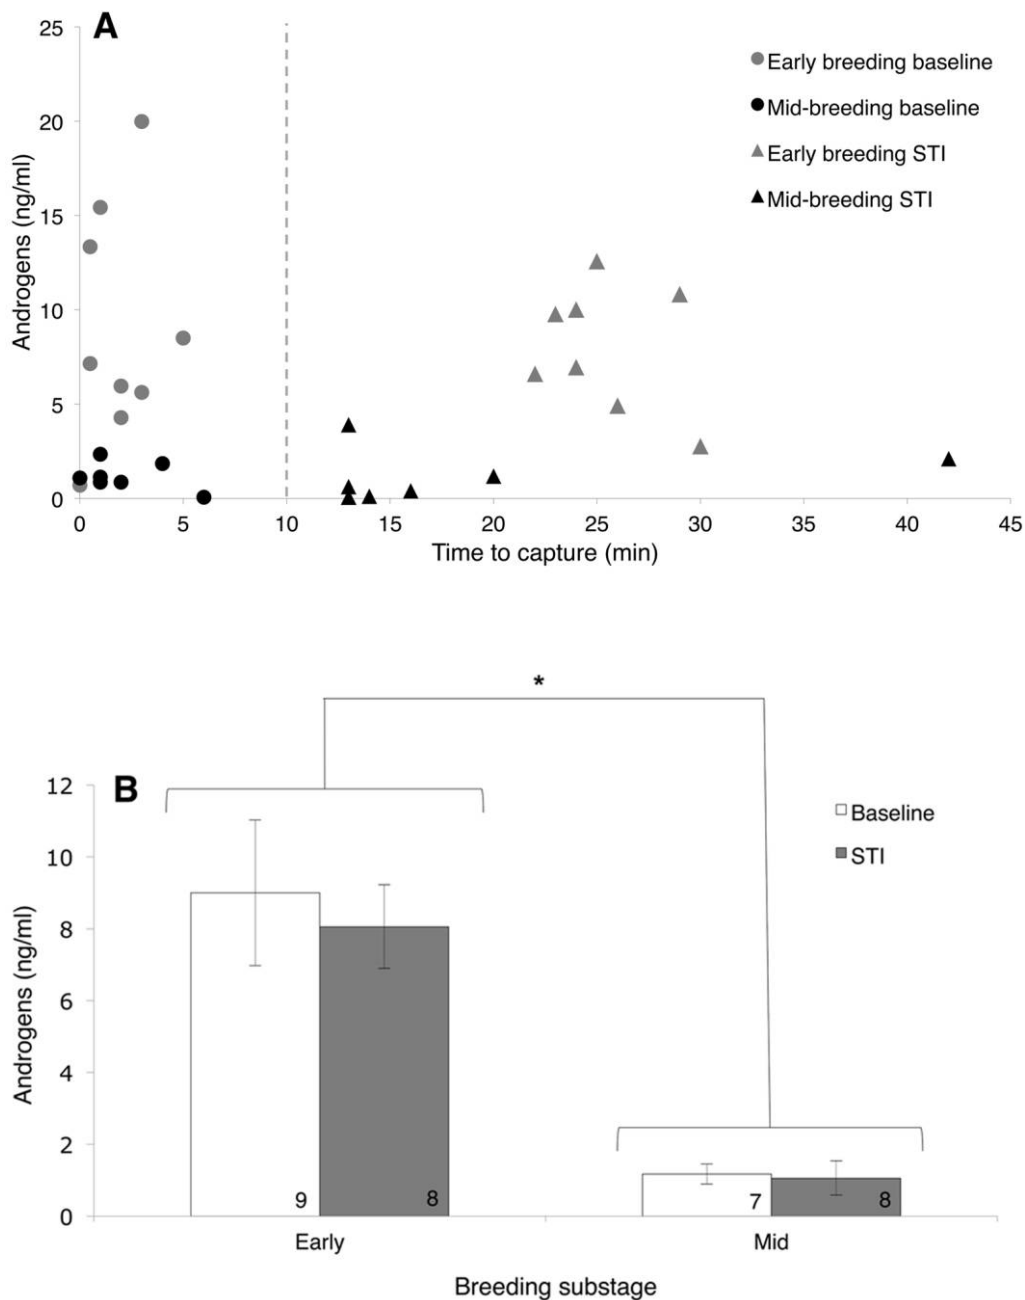 A
25
20
15
10
5
0
Androgens (ng/ml)
Early breeding baseline
Mid-breeding baseline
Early breeding STI
Mid-breeding STI
0 5 10 15 20 25 30 35 40 45
Time to capture (min)
*
B
12
10
8
6
4
2
0
Androgens (ng/ml)
Baseline
STI
9 8 7 8
Early Mid
Breeding substage